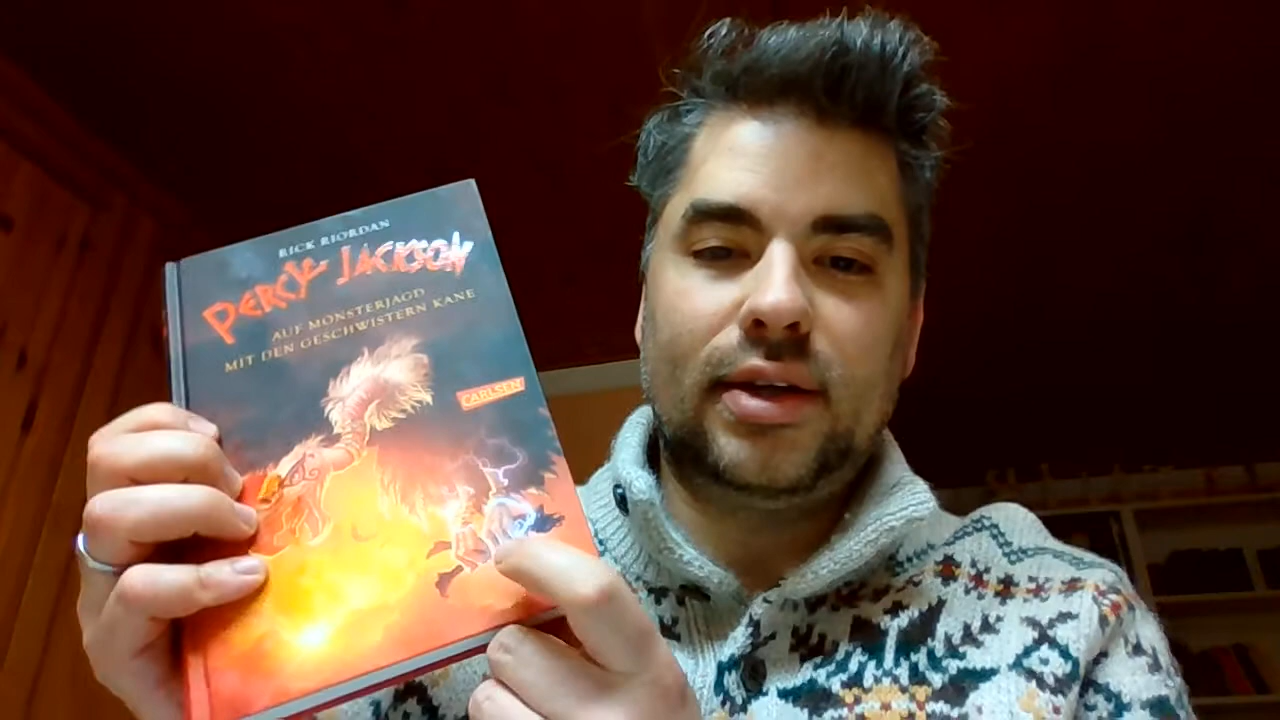 RICK RIORDAN
PERCY JACKSON
AUF MONSTERJAGD
MIT DEN GESCHWISTERN KANE
CARLSEN